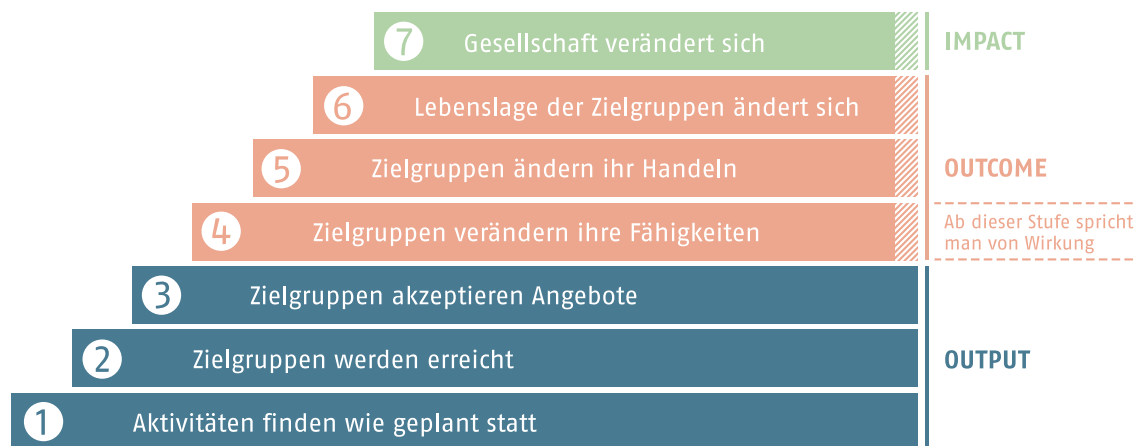 7 Gesellschaft verändert sich
IMPACT
6 Lebenslage der Zielgruppen ändert sich
5 Zielgruppen ändern ihr Handeln
OUTCOME
4 Zielgruppen verändern ihre Fähigkeiten
Ab dieser Stufe spricht
man von Wirkung
3 Zielgruppen akzeptieren Angebote
2 Zielgruppen werden erreicht
OUTPUT
1 Aktivitäten finden wie geplant statt